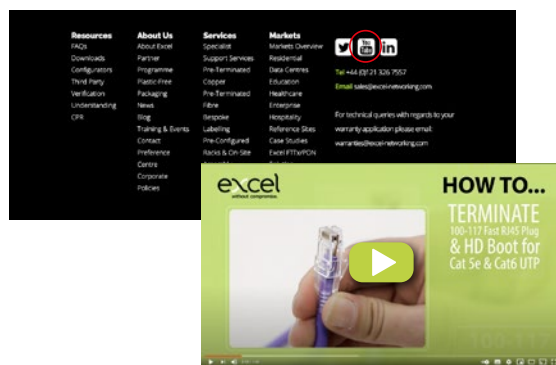 Resources
FAQs
Downloads
Configurators
Third Party
Verification
Understanding
CPR
About Us
About Excel
Partner
Programme
Plastic-Free
Packaging
News
Blog
Training & Events
Contact
Preference
Centre
Corporate
Policies
Services
Specialist
Support Services
Pre-Terminated
Copper
Pre-Terminated
Fibre
Bespoke
Labelling
Pre-Configured
Racks & On-Site
Markets
Markets Overview
Residential
Data Centres
Education
Healthcare
Enterprise
Hospitality
Reference Sites
Case Studies
Excel FTTx/PON
You
Tube
in
Tel +44 (0)121 326 7557
Email sales@excel-networking.com
For technical queries with regards to your
warranty application please email:
warranties@excel-networking.com
excel
without compromise.
HOW TO...
TERMINATE
100-117 Fast RJ45 Plug
& HD Boot for
Cat 5e & Cat6 UTP